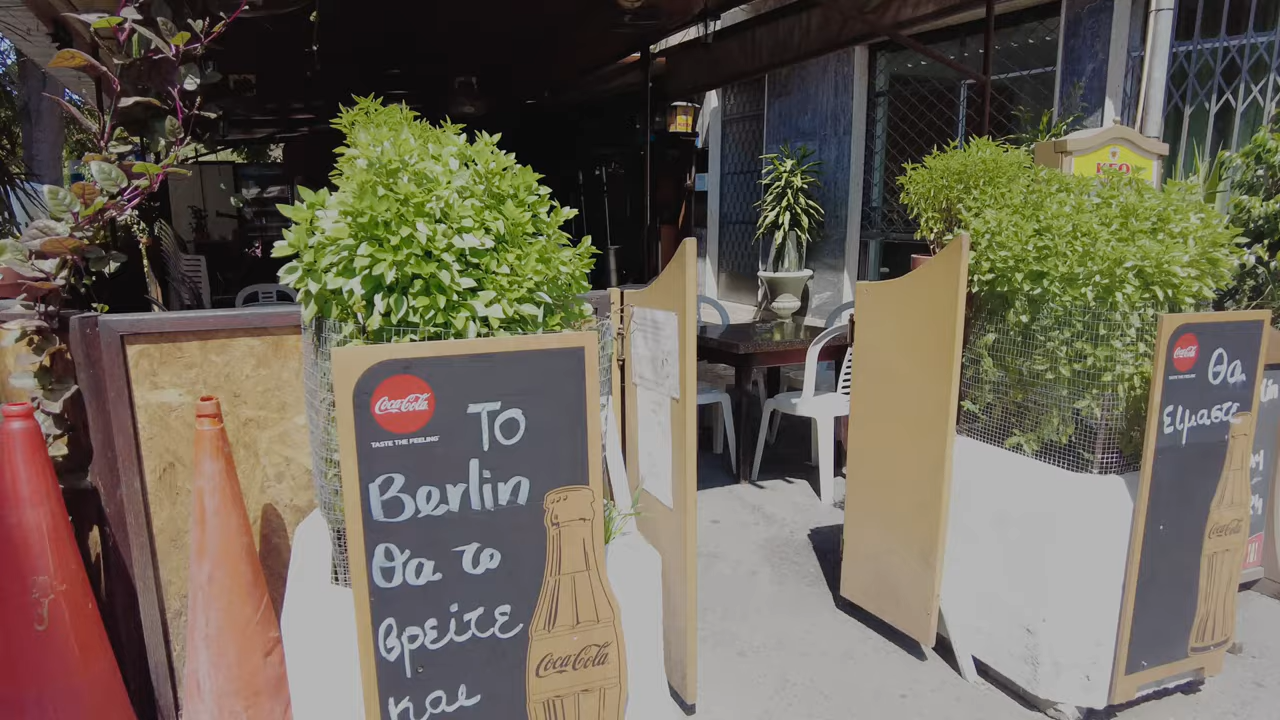 Coca-Cola
TASTE THE FEELING
ΤΟ
Berlin
Θα το
βρείτε
και
Coca-Cola
KEO
Coca-Cola
Θα
είμαστε
Coca-Cola